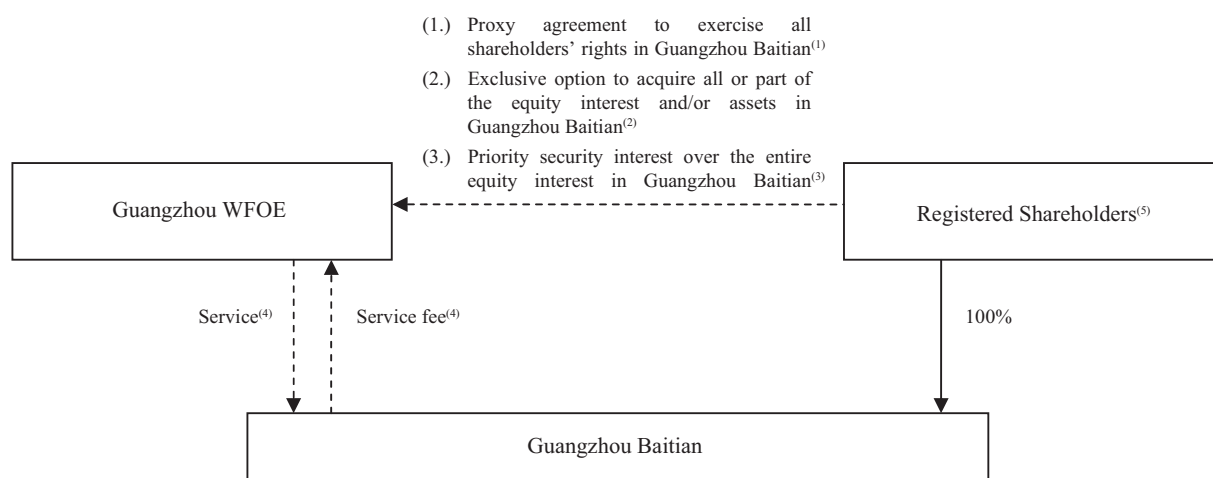 (1.) Proxy agreement to exercise all
shareholders’ rights in Guangzhou Baitian(1)
(2.) Exclusive option to acquire all or part of
the equity interest and/or assets in
Guangzhou Baitian(2)
(3.) Priority security interest over the entire
equity interest in Guangzhou Baitian(3)
Guangzhou WFOE
Registered Shareholders(5)
Service(4)
Service fee(4)
100%
Guangzhou Baitian